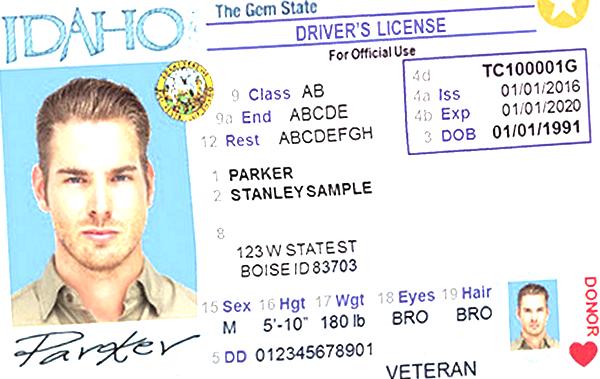 IDAHO
The Gem State
DRIVER'S LICENSE
For Official Use
9 Class AB
9a End ABCDE
12 Rest ABCDEFGH
4d TC100001G
4a Iss 01/01/2016
4b Exp 01/01/2020
3 DOB 01/01/1991
1 PARKER
2 STANLEY SAMPLE
8
123 W STATE ST
BOISE ID 83703
15 Sex 16 Hgt 17 Wgt 18 Eyes 19 Hair
M 5'-10" 180 lb BRO BRO
5 DD 012345678901
Parker
VETERAN
DONOR